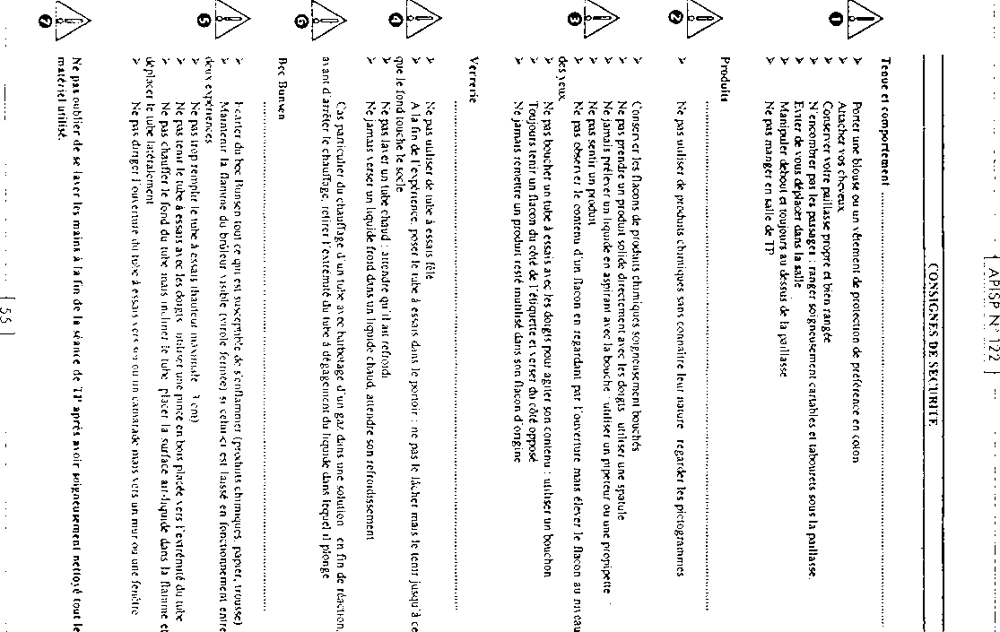 APISP N° 122
CONSIGNES DE SECURITE
1
Tenue et comportement
➢ Porter une blouse ou un vêtement de protection de préférence en coton
➢ Attacher vos cheveux
➢ Conserver votre paillasse propre et bien rangée
➢ N'encombrer pas les passages : ranger soigneusement cartables et tabourets sous la paillasse.
➢ Eviter de vous déplacer dans la salle
➢ Manipuler debout et toujours au dessus de la paillasse
➢ Ne pas manger en salle de TP
2
Produits
➢ Ne pas utiliser de produits chimiques sans connaître leur nature : regarder les pictogrammes
3
➢ Conserver les flacons de produits chimiques soigneusement bouchés
➢ Ne pas prendre un produit solide directement avec les doigts : utiliser une spatule
➢ Ne jamais prélever un liquide en aspirant avec la bouche : utiliser un pipeteur ou une propipette
➢ Ne pas sentir un produit
➢ Ne pas observer le contenu d'un flacon en regardant par l'ouverture mais élever le flacon au niveau
des yeux
➢ Ne pas boucher un tube à essais avec les doigts pour agiter son contenu : utiliser un bouchon
➢ Toujours tenir un flacon du côté de l'étiquette et verser du côté opposé
➢ Ne jamais remettre un produit resté inutilisé dans son flacon d'origine
Verrerie
4
➢ Ne pas utiliser de tube à essais fêlé
➢ A la fin de l'expérience, poser le tube à essais dans le portoir : ne pas le lâcher mais le tenir jusqu'à ce
que le fond touche le socle
➢ Ne pas laver un tube chaud : attendre qu'il ait refroidi
➢ Ne jamais verser un liquide froid dans un liquide chaud, attendre son refroidissement
6
Cas particulier du chauffage d'un tube avec barbotage d'un gaz dans une solution : en fin de réaction,
avant d'arrêter le chauffage, retirer l'extrémité du tube à dégagement du liquide dans lequel il plonge
Bec Bunsen
5
➢ Ecarter du bec Bunsen tout ce qui est susceptible de s'enflammer (produits chimiques, papier, trousse)
➢ Maintenir la flamme du brûleur visible (virole fermée) si celui-ci est laissé en fonctionnement entre
deux expériences
➢ Ne pas trop remplir le tube à essais (hauteur maximale : 3 cm)
➢ Ne pas tenir le tube à essais avec les doigts : utiliser une pince en bois placée vers l'extrémité du tube
➢ Ne pas chauffer le fond du tube mais incliner le tube, placer la surface air-liquide dans la flamme et
déplacer le tube latéralement
➢ Ne pas diriger l'ouverture du tube à essais vers soi ou un camarade mais vers un mur ou une fenêtre
7
Ne pas oublier de se laver les mains à la fin de la séance de TP après avoir soigneusement nettoyé tout le
matériel utilisé.
55